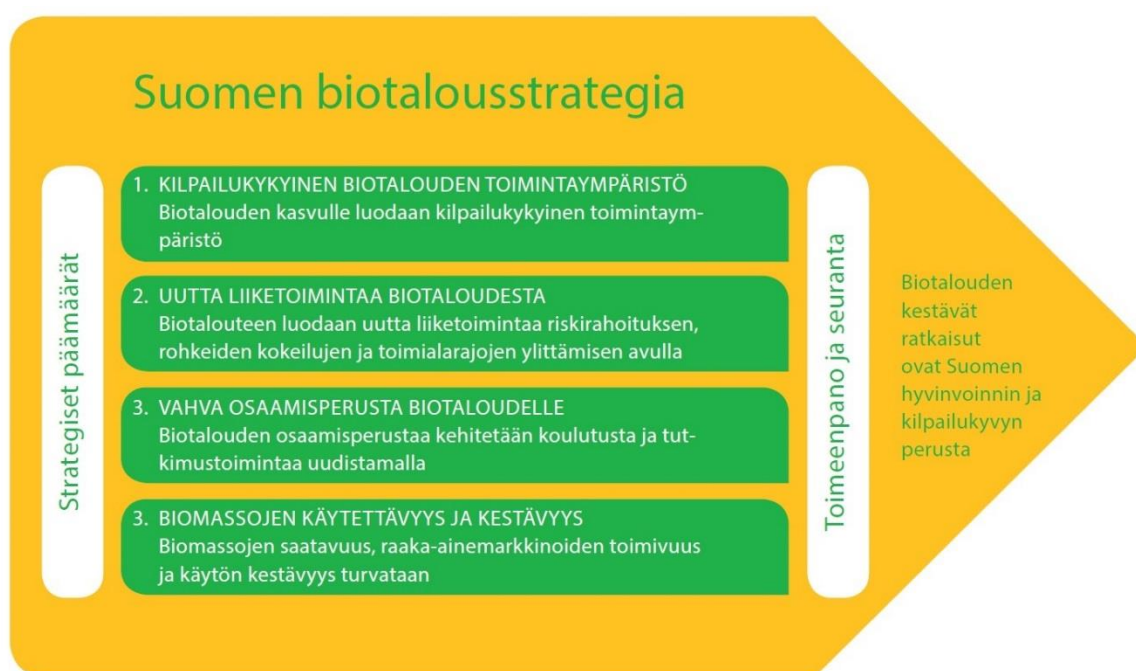 Suomen biotalousstrategia
Strategiset päämäärät
1. KILPAILUKYKYINEN BIOTALOUDEN TOIMINTAYMPÄRISTÖ
Biotalouden kasvulle luodaan kilpailukykyinen toimintaym-
päristö
2. UUTTA LIIKETOIMINTAA BIOTALOUDESTA
Biotalouteen luodaan uutta liiketoimintaa riskirahoituksen,
rohkeiden kokeilujen ja toimialarajojen ylittämisen avulla
3. VAHVA OSAAMISPERUSTA BIOTALOUDELLE
Biotalouden osaamisperustaa kehitetään koulutusta ja tut-
kimustoimintaa uudistamalla
3. BIOMASSOJEN KÄYTETTÄVYYS JA KESTÄVYYS
Biomassojen saatavuus, raaka-ainemarkkinoiden toimivuus
ja käytön kestävyys turvataan
Toimeenpano ja seuranta
Biotalouden
kestävät
ratkaisut
ovat Suomen
hyvinvoinnin ja
kilpailukyvyn
perusta